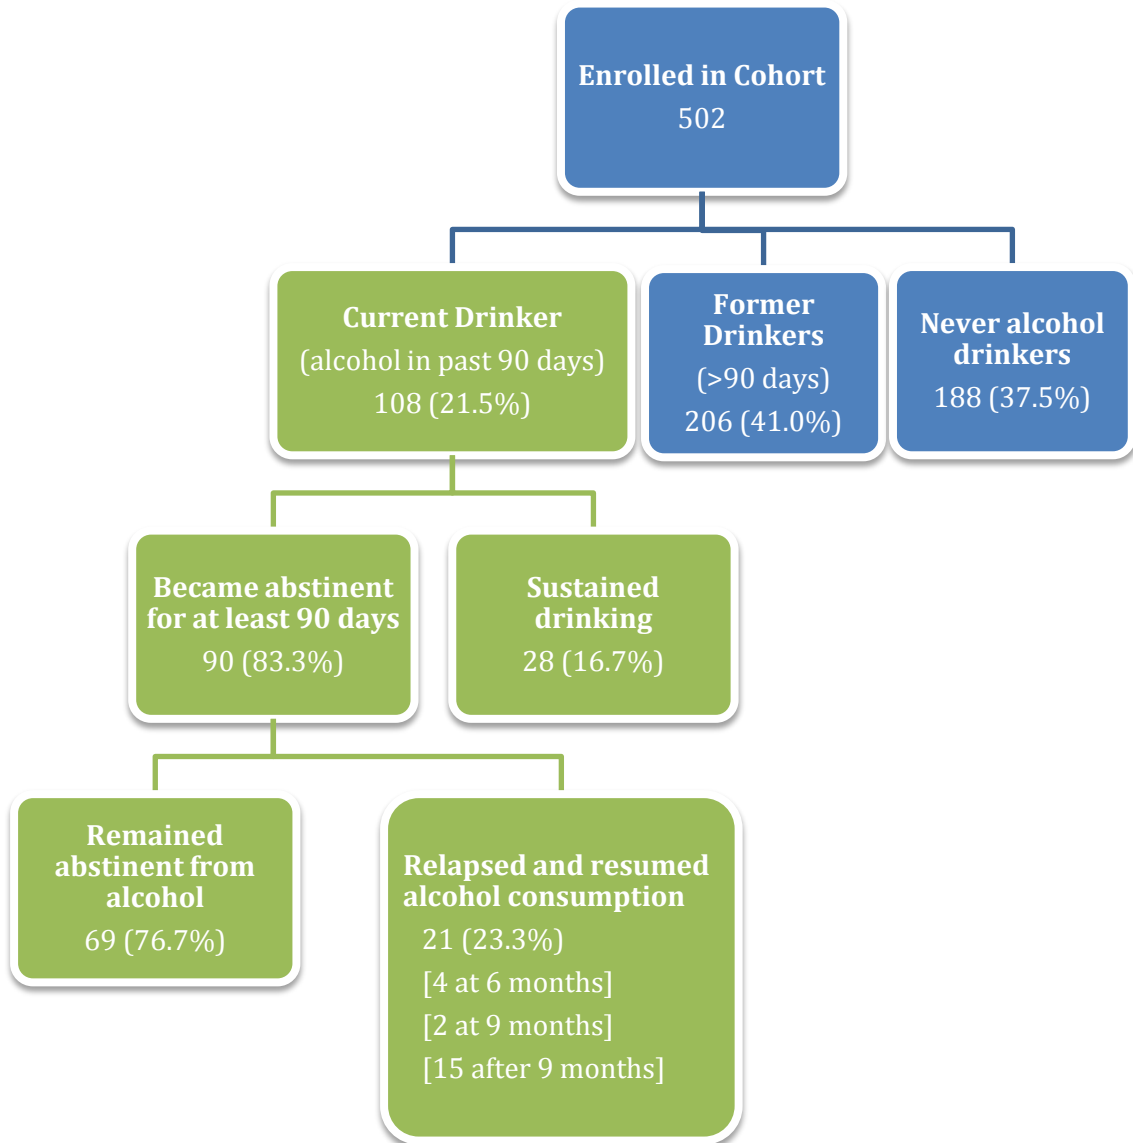 Enrolled in Cohort
502
Current Drinker
(alcohol in past 90 days)
108 (21.5%)
Former
Drinkers
(>90 days)
206 (41.0%)
Never alcohol
drinkers
188 (37.5%)
Became abstinent
for at least 90 days
90 (83.3%)
Sustained
drinking
28 (16.7%)
Remained
abstinent from
alcohol
69 (76.7%)
Relapsed and resumed
alcohol consumption
21 (23.3%)
[4 at 6 months]
[2 at 9 months]
[15 after 9 months]